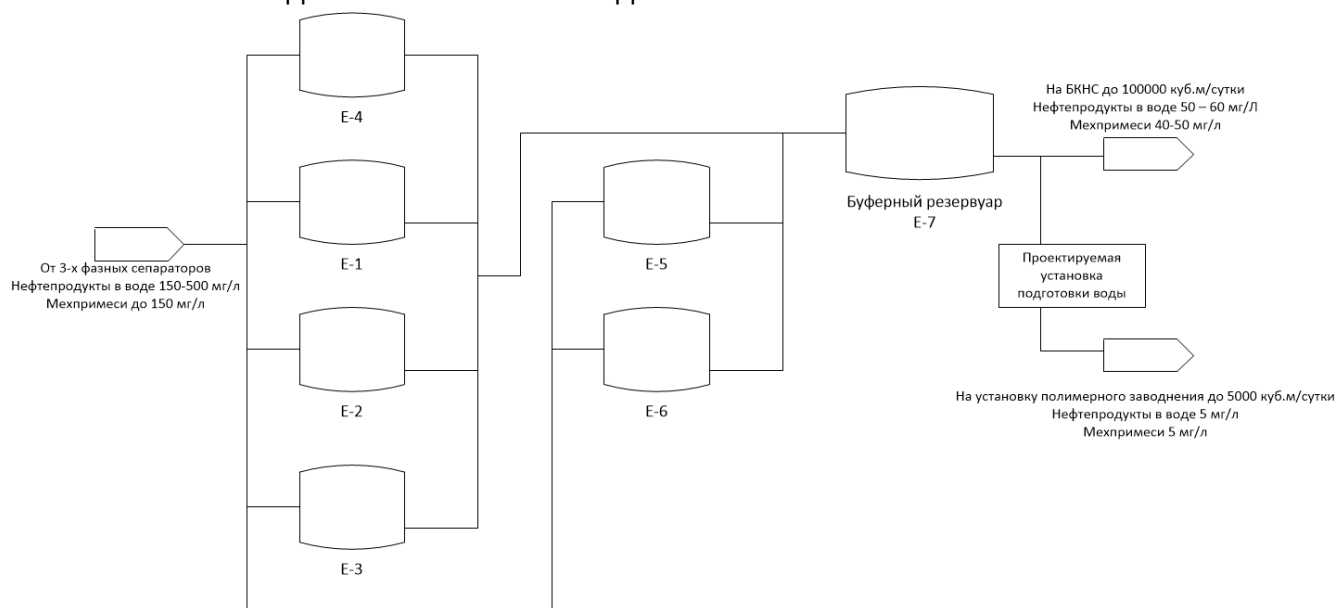 Е-4
Е-1
Е-2
Е-3
От 3-х фазных сепараторов
Нефтепродукты в воде 150-500 мг/л
Мехпримеси до 150 мг/л
Е-5
Е-6
Буферный резервуар
Е-7
На БКНС до 100000 куб.м/сутки
Нефтепродукты в воде 50 – 60 мг/Л
Мехпримеси 40-50 мг/л
Проектируемая
установка
подготовки воды
На установку полимерного заводнения до 5000 куб.м/сутки
Нефтепродукты в воде 5 мг/л
Мехпримеси 5 мг/л